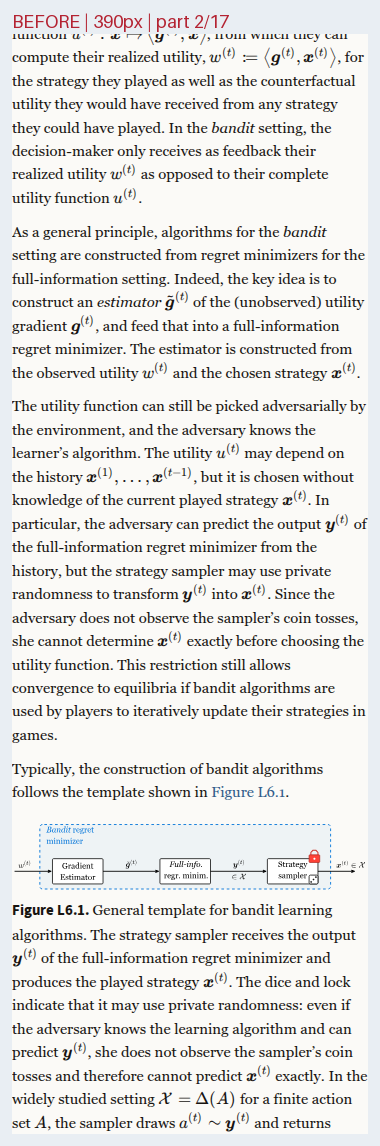 BEFORE | 390px | part 2/17
compute their realized utility, w⁽ᵗ⁾ := ⟨g⁽ᵗ⁾, x⁽ᵗ⁾⟩, for
the strategy they played as well as the counterfactual
utility they would have received from any strategy
they could have played. In the bandit setting, the
decision-maker only receives as feedback their
realized utility w⁽ᵗ⁾ as opposed to their complete
utility function u⁽ᵗ⁾.
As a general principle, algorithms for the bandit
setting are constructed from regret minimizers for the
full-information setting. Indeed, the key idea is to
construct an estimator g̃⁽ᵗ⁾ of the (unobserved) utility
gradient g⁽ᵗ⁾, and feed that into a full-information
regret minimizer. The estimator is constructed from
the observed utility w⁽ᵗ⁾ and the chosen strategy x⁽ᵗ⁾.
The utility function can still be picked adversarially by
the environment, and the adversary knows the
learner's algorithm. The utility u⁽ᵗ⁾ may depend on
the history x⁽¹⁾, . . . , x⁽ᵗ⁻¹⁾, but it is chosen without
knowledge of the current played strategy x⁽ᵗ⁾. In
particular, the adversary can predict the output y⁽ᵗ⁾ of
the full-information regret minimizer from the
history, but the strategy sampler may use private
randomness to transform y⁽ᵗ⁾ into x⁽ᵗ⁾. Since the
adversary does not observe the sampler's coin tosses,
she cannot determine x⁽ᵗ⁾ exactly before choosing the
utility function. This restriction still allows
convergence to equilibria if bandit algorithms are
used by players to iteratively update their strategies in
games.
Typically, the construction of bandit algorithms
follows the template shown in Figure L6.1.
Bandit regret
minimizer
w⁽ᵗ⁾
Gradient
Estimator
g̃⁽ᵗ⁾
Full-info.
regr. minim.
y⁽ᵗ⁾
∈ 𝒳
Strategy
sampler
x⁽ᵗ⁾ ∈ 𝒳
Figure L6.1. General template for bandit learning
algorithms. The strategy sampler receives the output
y⁽ᵗ⁾ of the full-information regret minimizer and
produces the played strategy x⁽ᵗ⁾. The dice and lock
indicate that it may use private randomness: even if
the adversary knows the learning algorithm and can
predict y⁽ᵗ⁾, she does not observe the sampler's coin
tosses and therefore cannot predict x⁽ᵗ⁾ exactly. In the
widely studied setting 𝒳 = Δ(A) for a finite action
set A, the sampler draws a⁽ᵗ⁾ ∼ y⁽ᵗ⁾ and returns